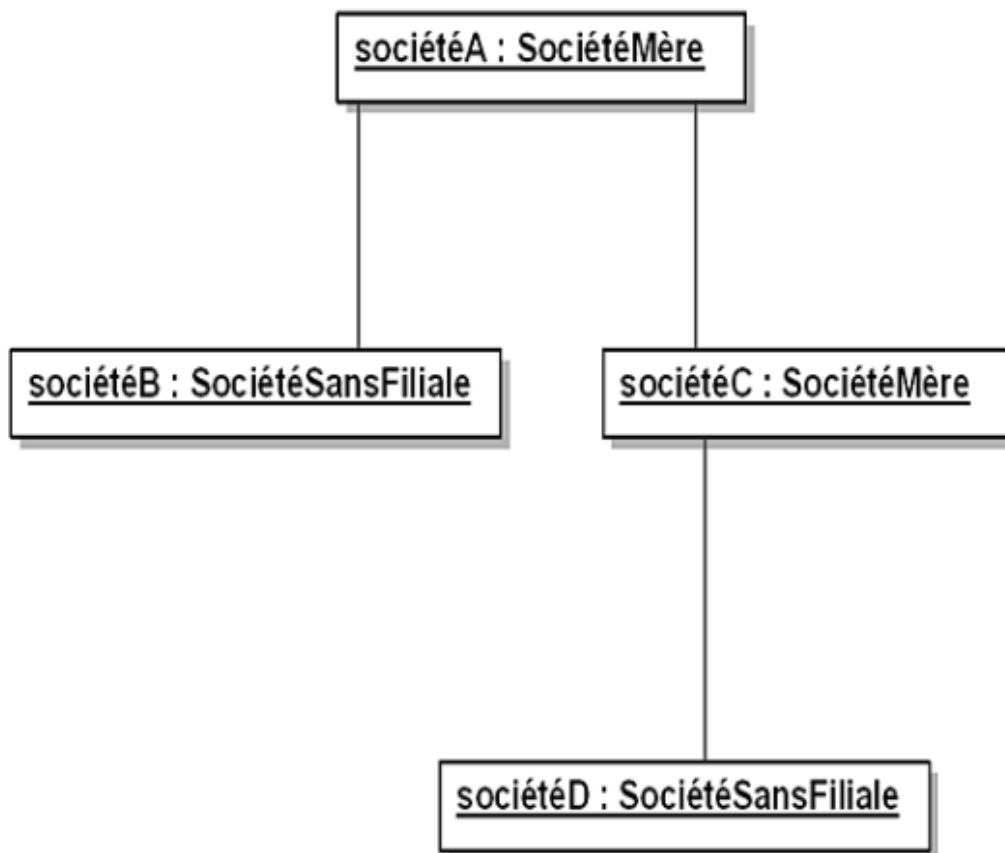 sociétéA : SociétéMère
sociétéB : SociétéSansFiliale
sociétéC : SociétéMère
sociétéD : SociétéSansFiliale